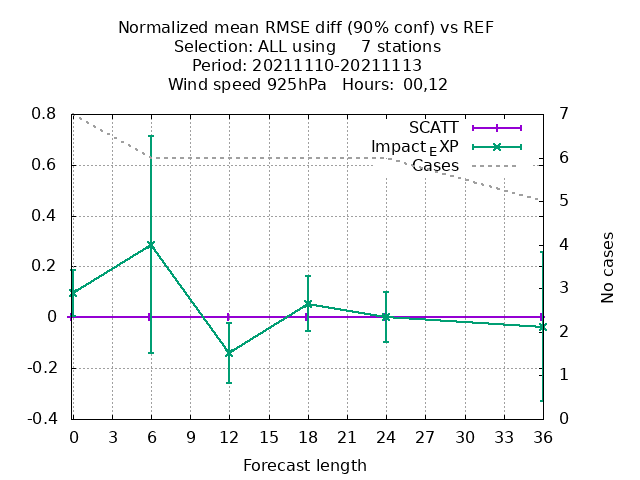 Normalized mean RMSE diff (90% conf) vs REF
Selection: ALL using     7 stations
Period: 20211110-20211113
Wind speed 925hPa   Hours:  00,12
0.8
0.6
0.4
0.2
0
-0.2
-0.4
SCATT
Impact_EXP
Cases
7
6
5
4
3
2
1
0
No cases
0 3 6 9 12 15 18 21 24 27 30 33 36
Forecast length